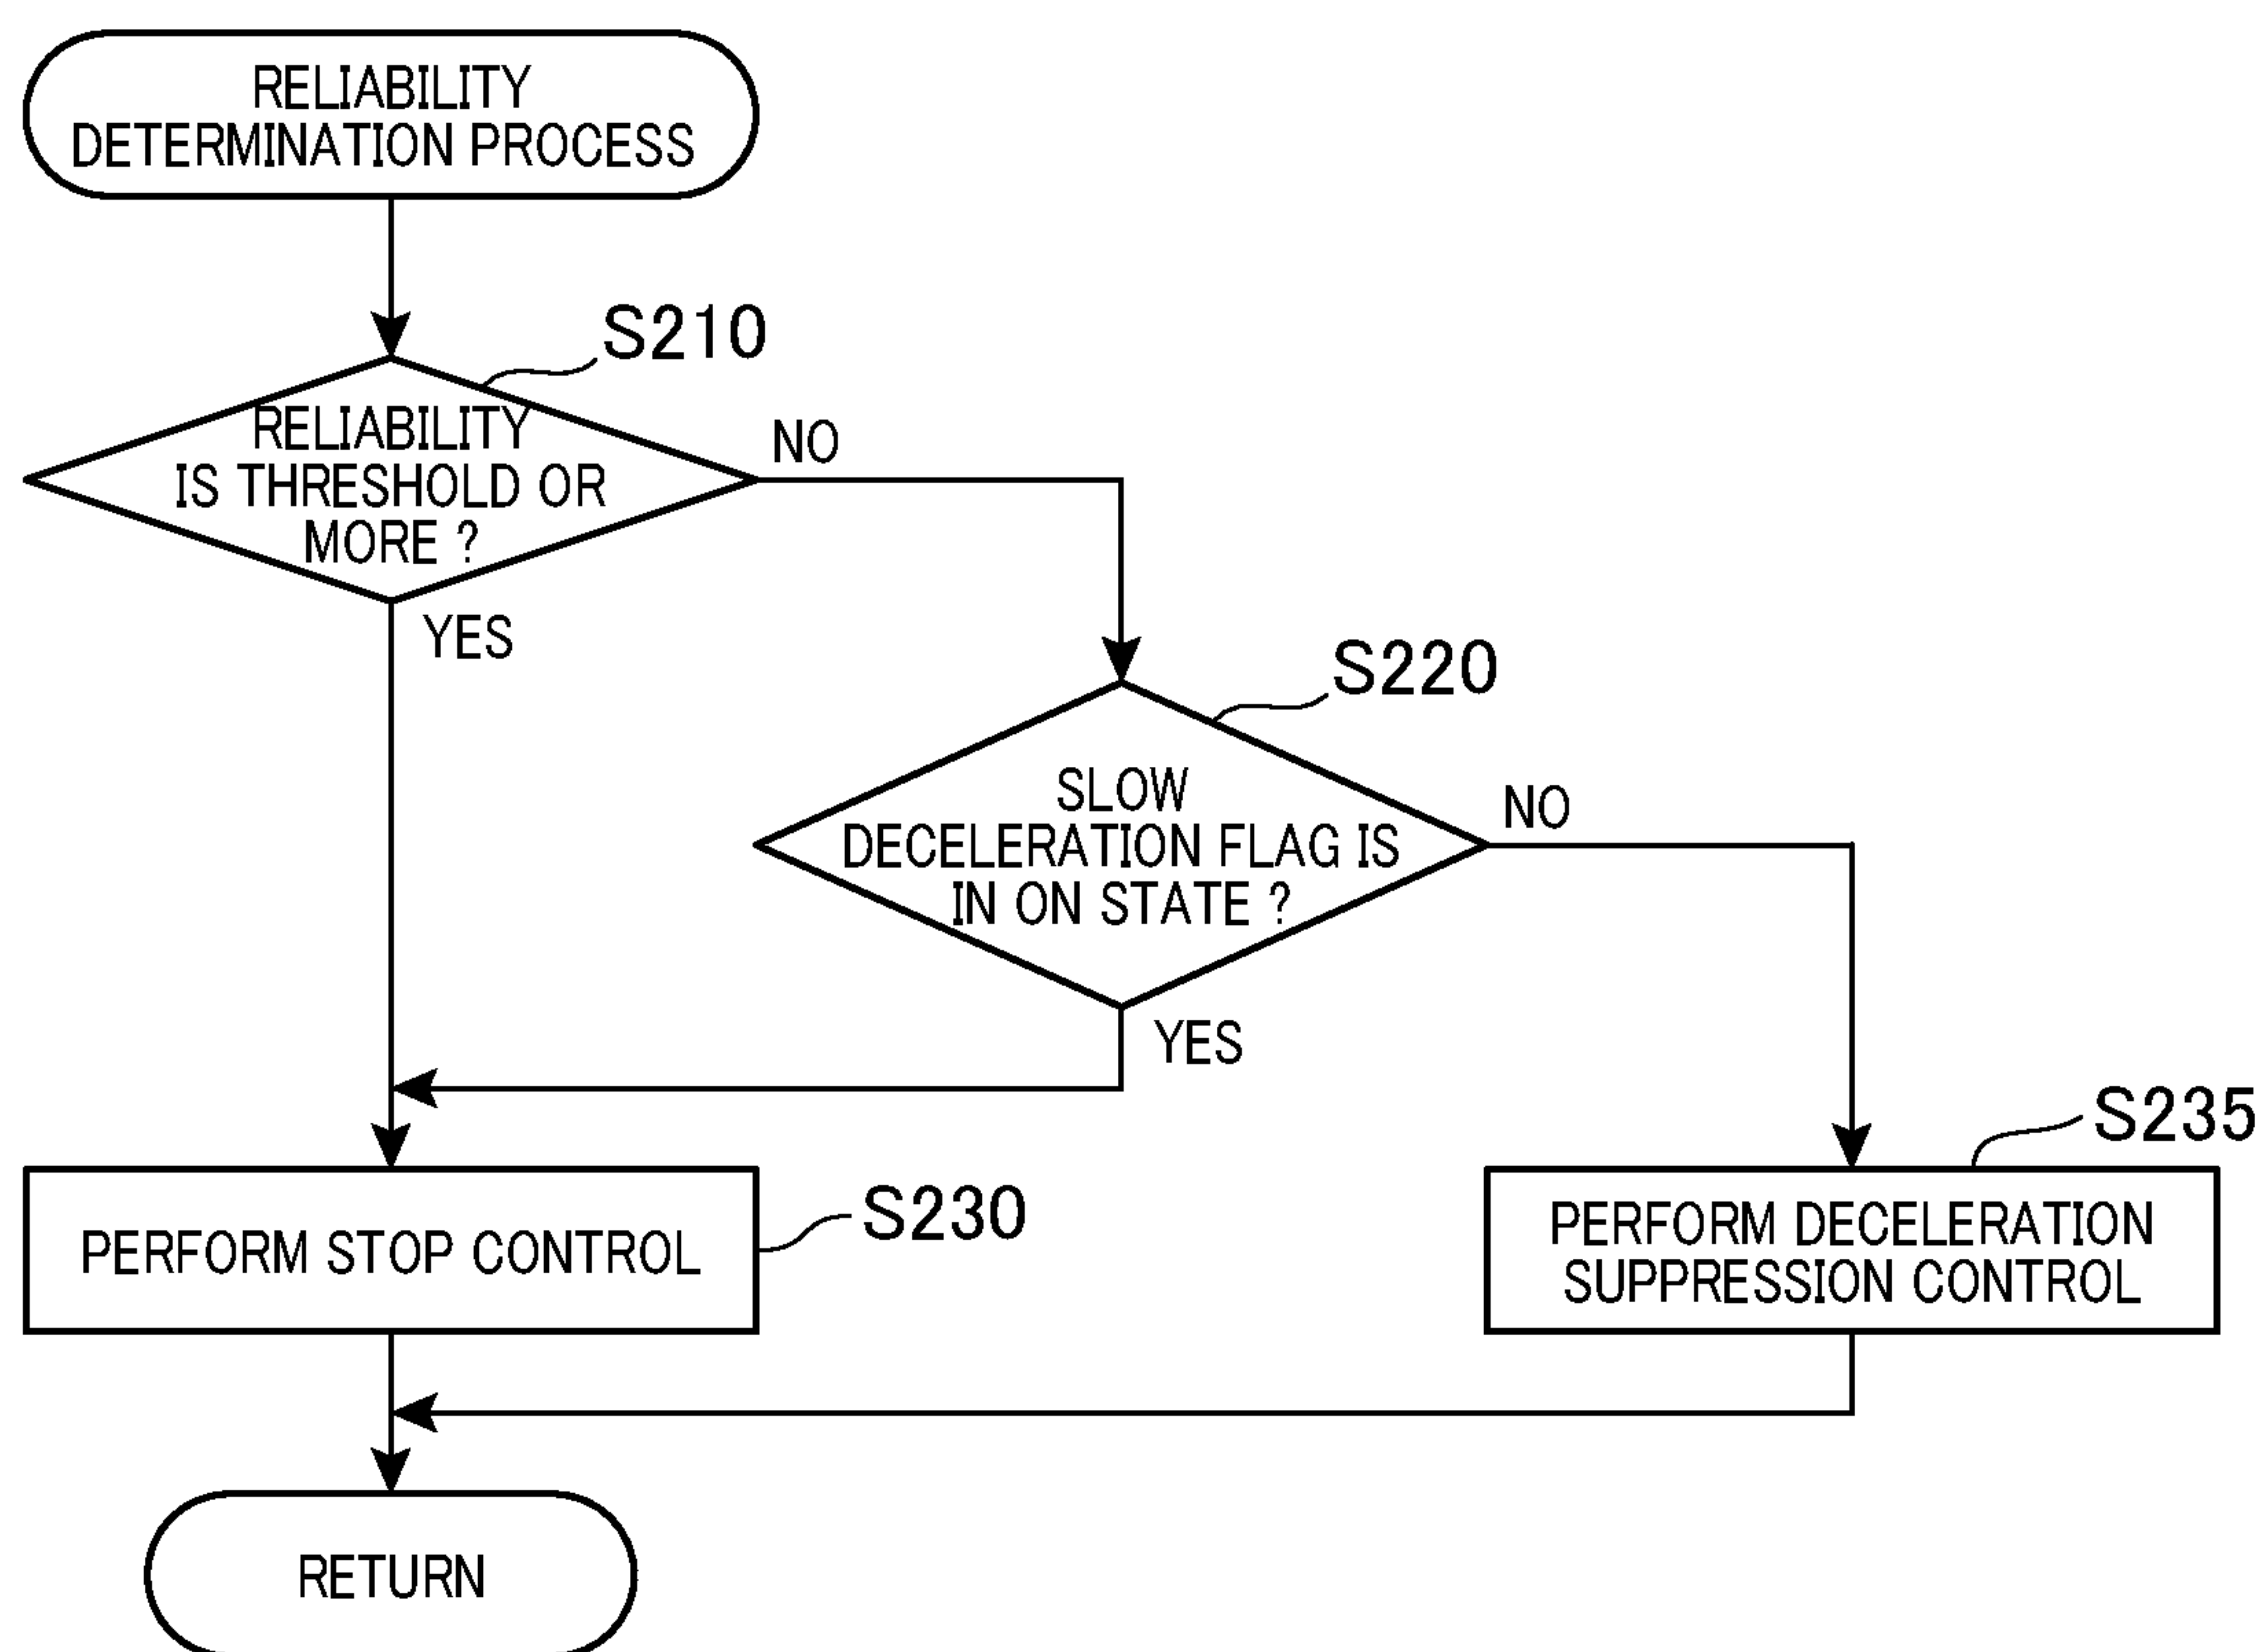 RELIABILITY
DETERMINATION PROCESS
S210
RELIABILITY
IS THRESHOLD OR
MORE ?
NO
YES
S220
SLOW
DECELERATION FLAG IS
IN ON STATE ?
NO
YES
S235
PERFORM STOP CONTROL
S230
PERFORM DECELERATION
SUPPRESSION CONTROL
RETURN